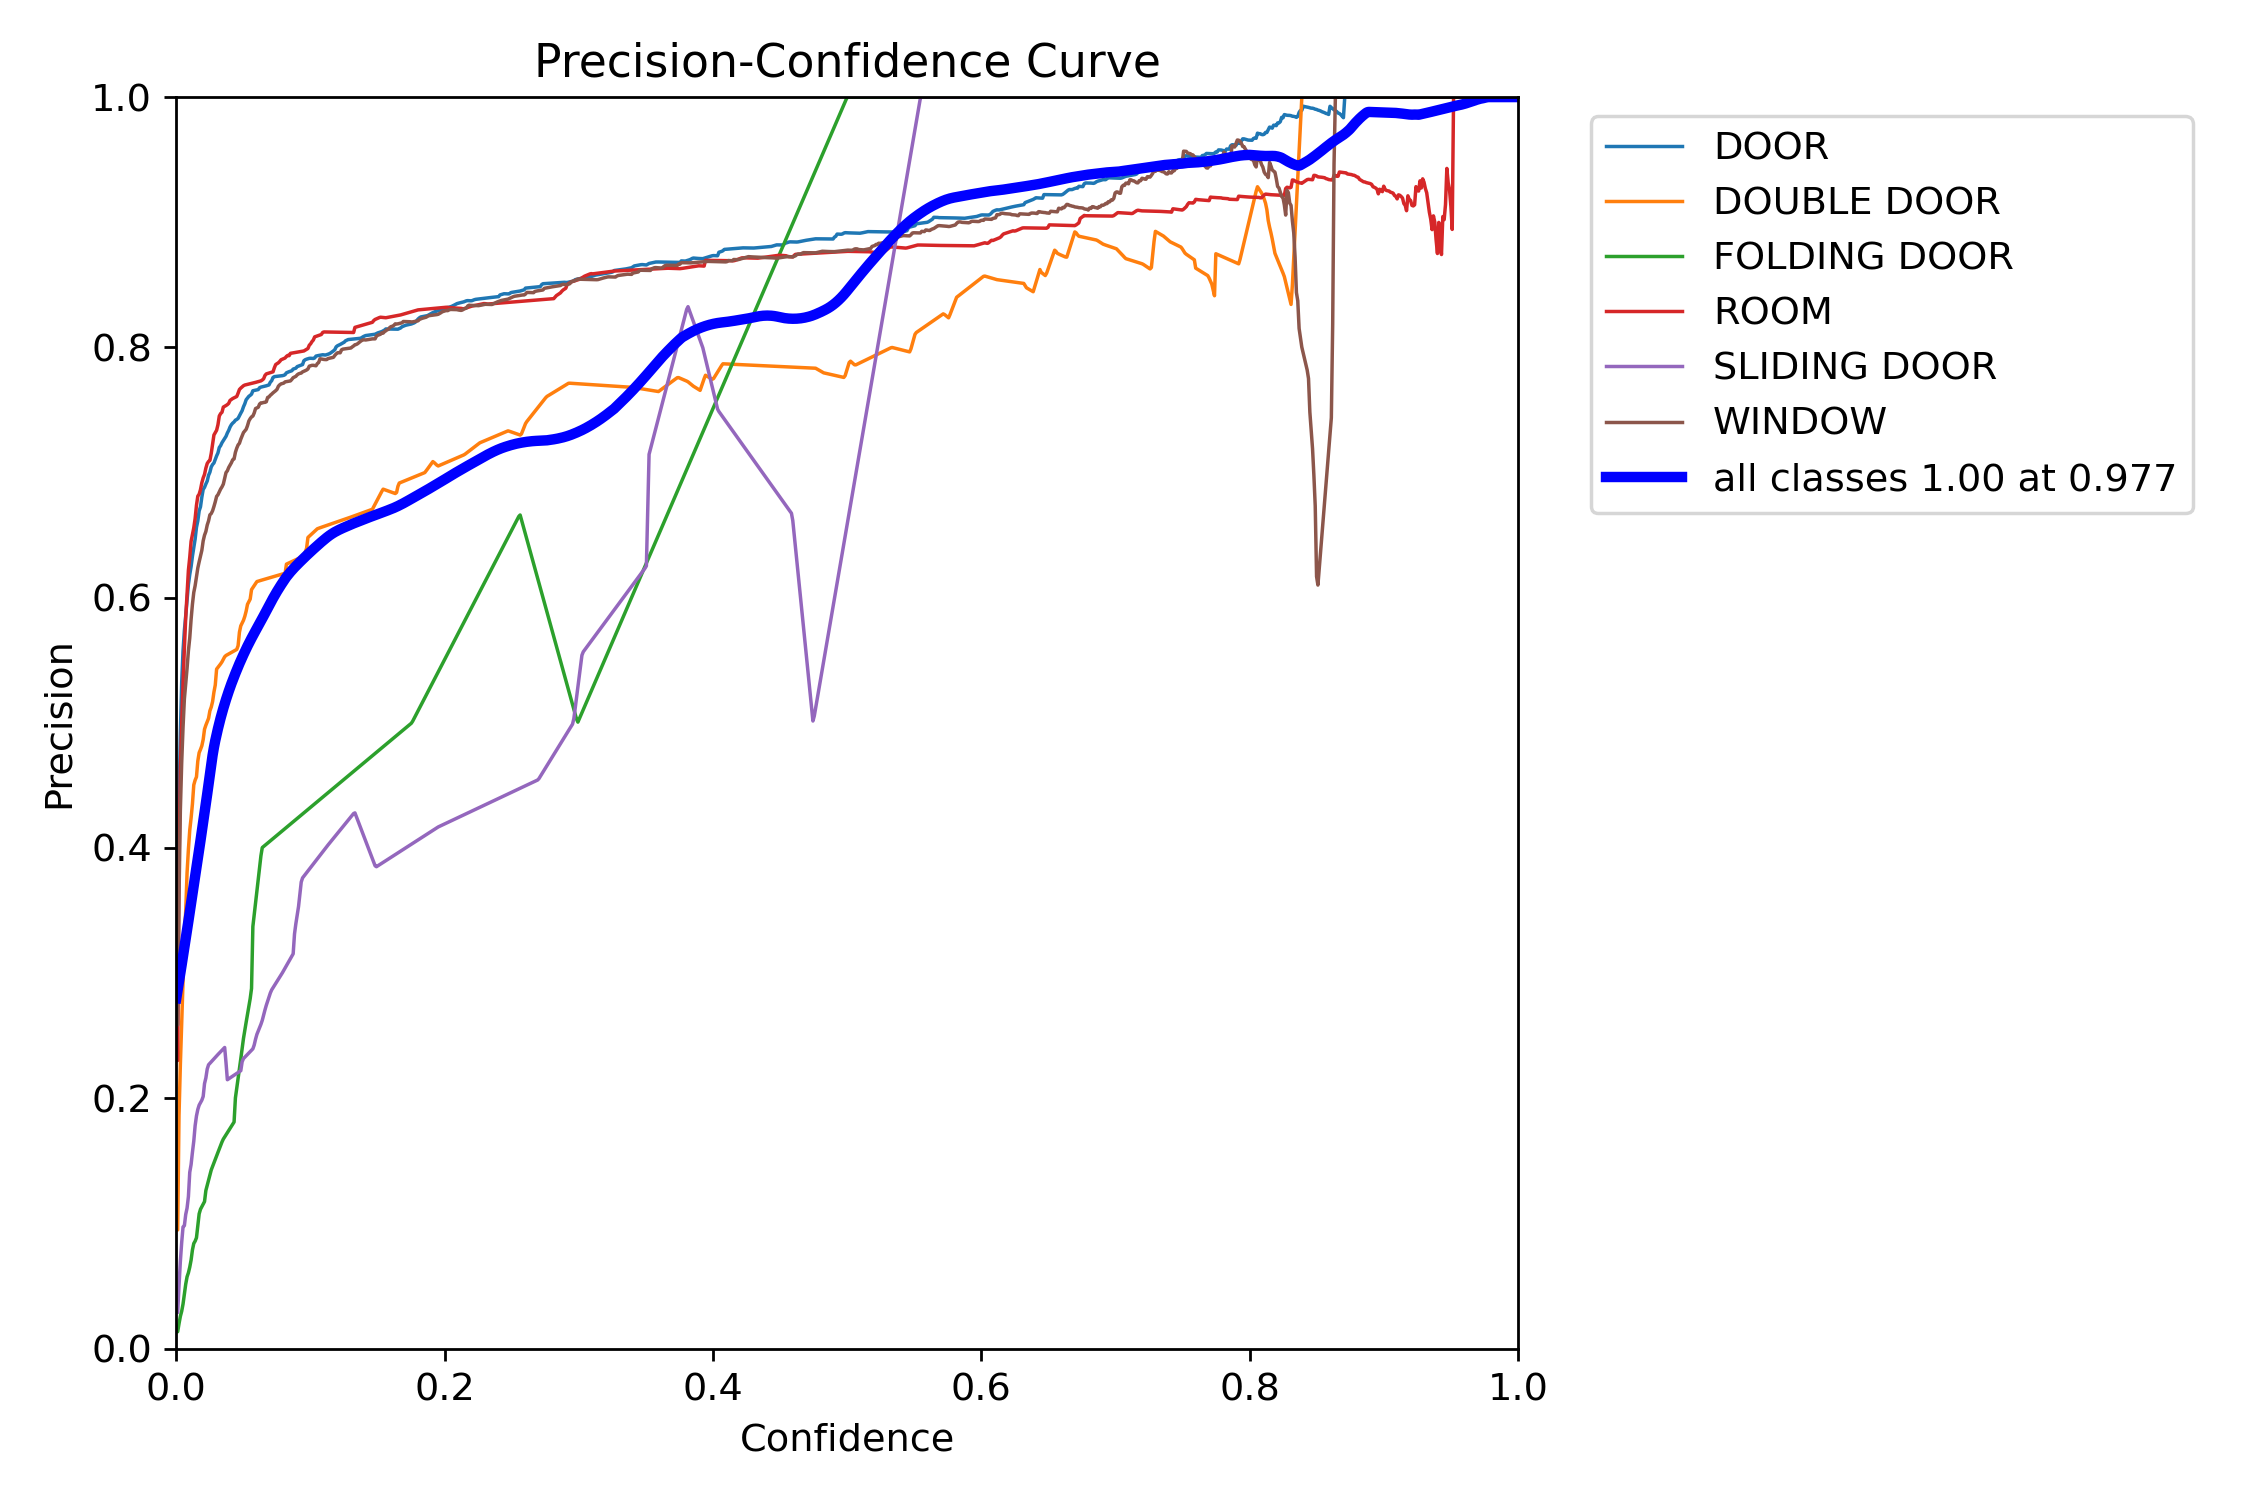 Precision-Confidence Curve
1.0
0.8
0.6
0.4
0.2
0.0
Precision
0.0 0.2 0.4 0.6 0.8 1.0
Confidence
DOOR
DOUBLE DOOR
FOLDING DOOR
ROOM
SLIDING DOOR
WINDOW
all classes 1.00 at 0.977